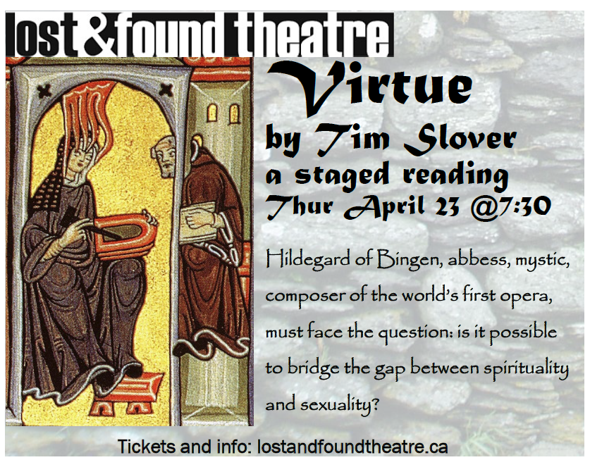 lost&found theatre
Virtue
by Tim Slover
a staged reading
Thur April 23 @7:30
Hildegard of Bingen, abbess, mystic,
composer of the world's first opera,
must face the question: is it possible
to bridge the gap between spirituality
and sexuality?
Tickets and info: lostandfoundtheatre.ca